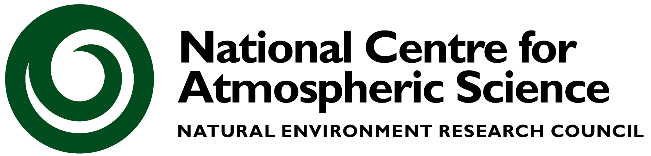 National Centre for
Atmospheric Science
NATURAL ENVIRONMENT RESEARCH COUNCIL